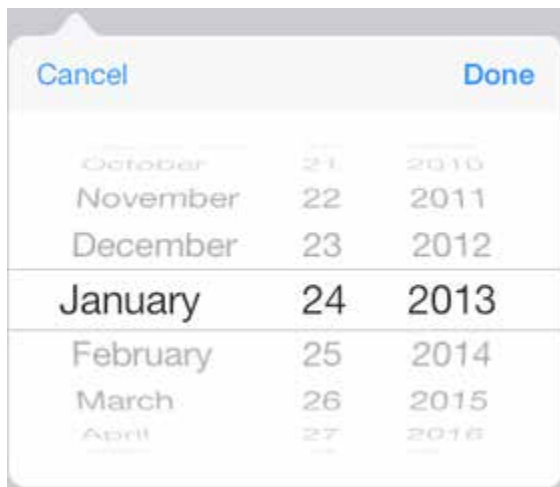 Cancel Done
October 21 2010
November 22 2011
December 23 2012
January 24 2013
February 25 2014
March 26 2015
April 27 2016